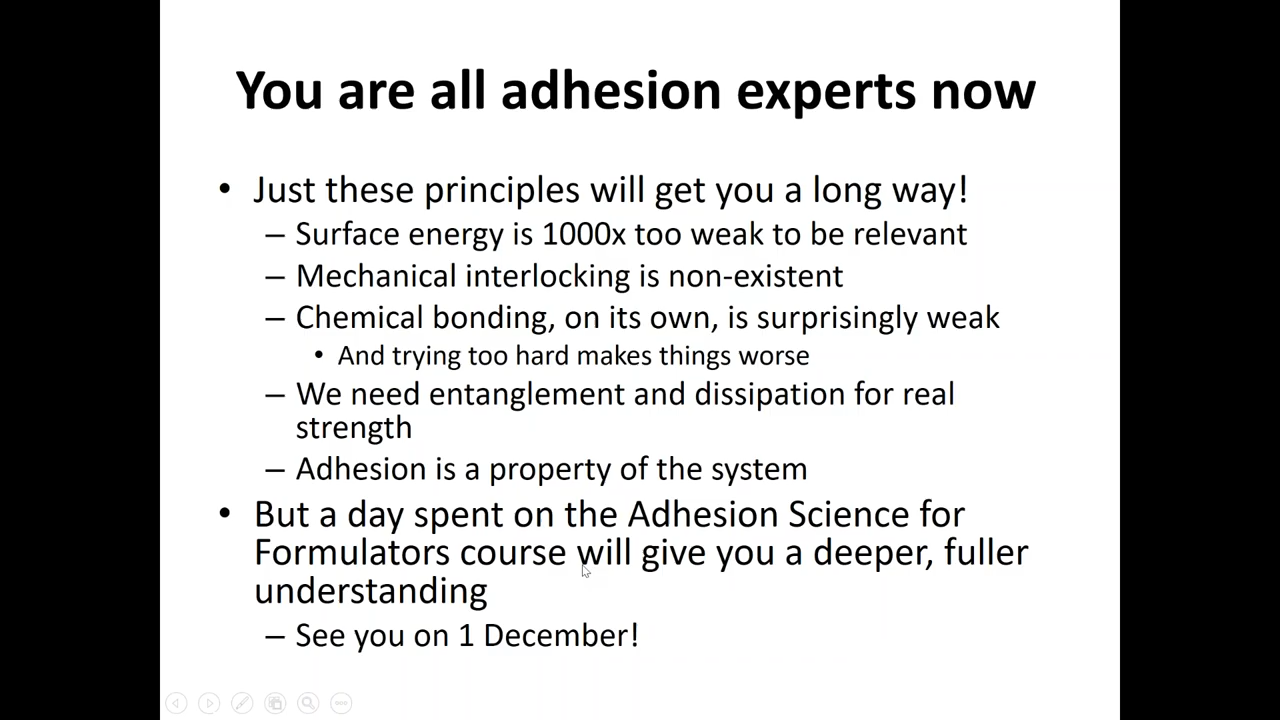 You are all adhesion experts now
• Just these principles will get you a long way!
– Surface energy is 1000x too weak to be relevant
– Mechanical interlocking is non-existent
– Chemical bonding, on its own, is surprisingly weak
• And trying too hard makes things worse
– We need entanglement and dissipation for real
strength
– Adhesion is a property of the system
• But a day spent on the Adhesion Science for
Formulators course will give you a deeper, fuller
understanding
– See you on 1 December!